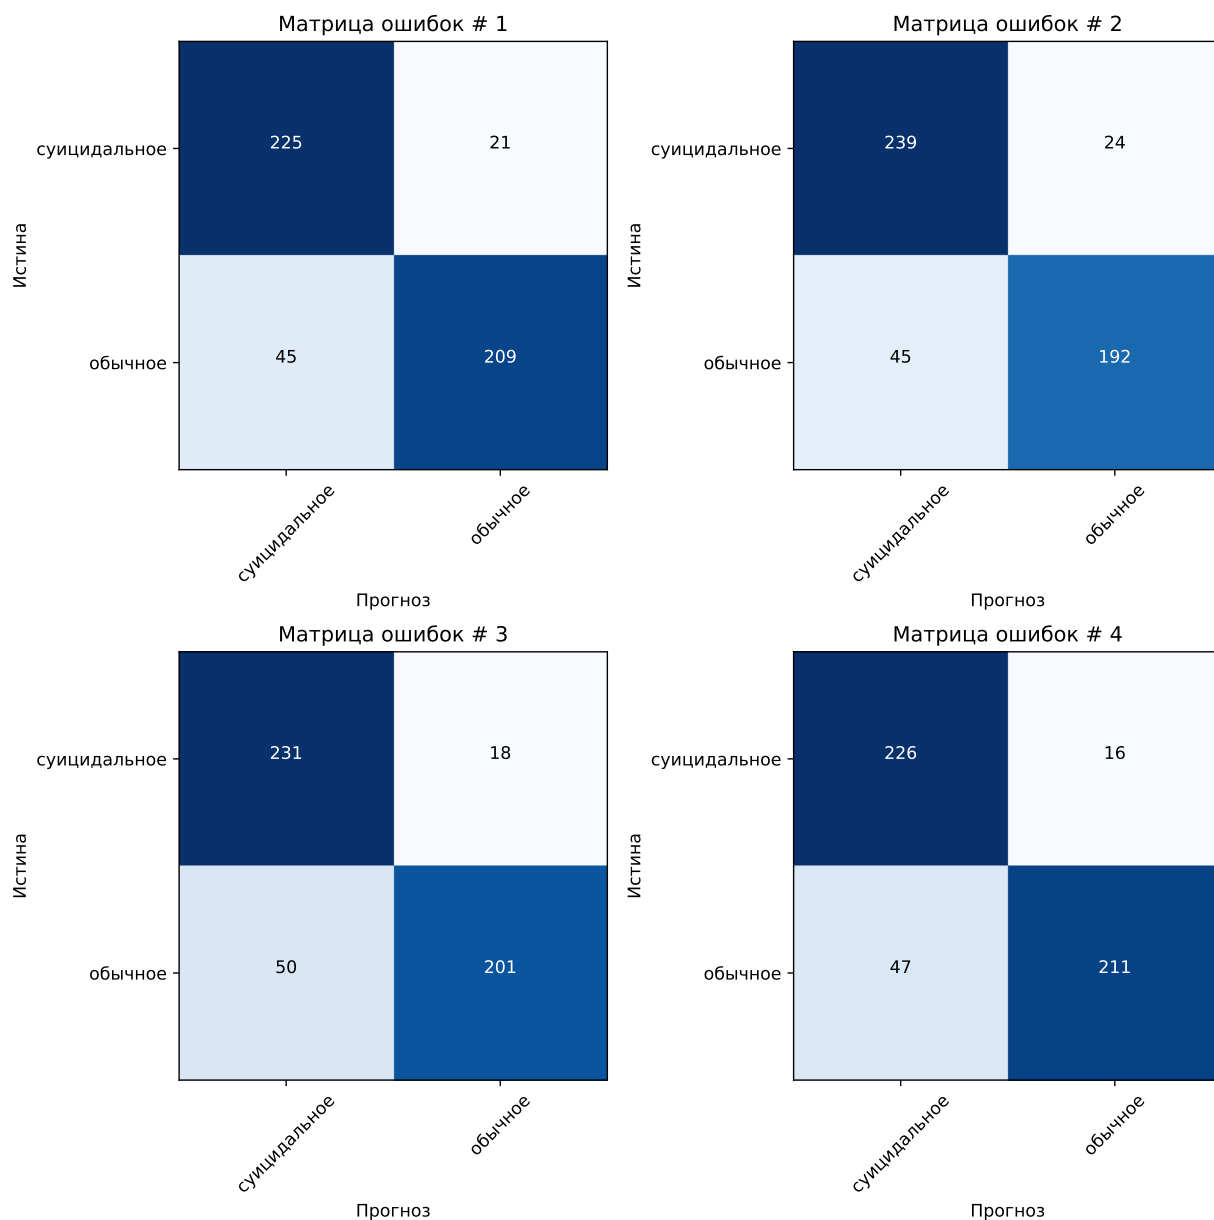 Матрица ошибок # 1
суицидальное
225
21
обычное
45
209
Истина
суицидальное
обычное
Прогноз
Матрица ошибок # 2
суицидальное
239
24
обычное
45
192
Истина
суицидальное
обычное
Прогноз
Матрица ошибок # 3
суицидальное
231
18
обычное
50
201
Истина
суицидальное
обычное
Прогноз
Матрица ошибок # 4
суицидальное
226
16
обычное
47
211
Истина
суицидальное
обычное
Прогноз